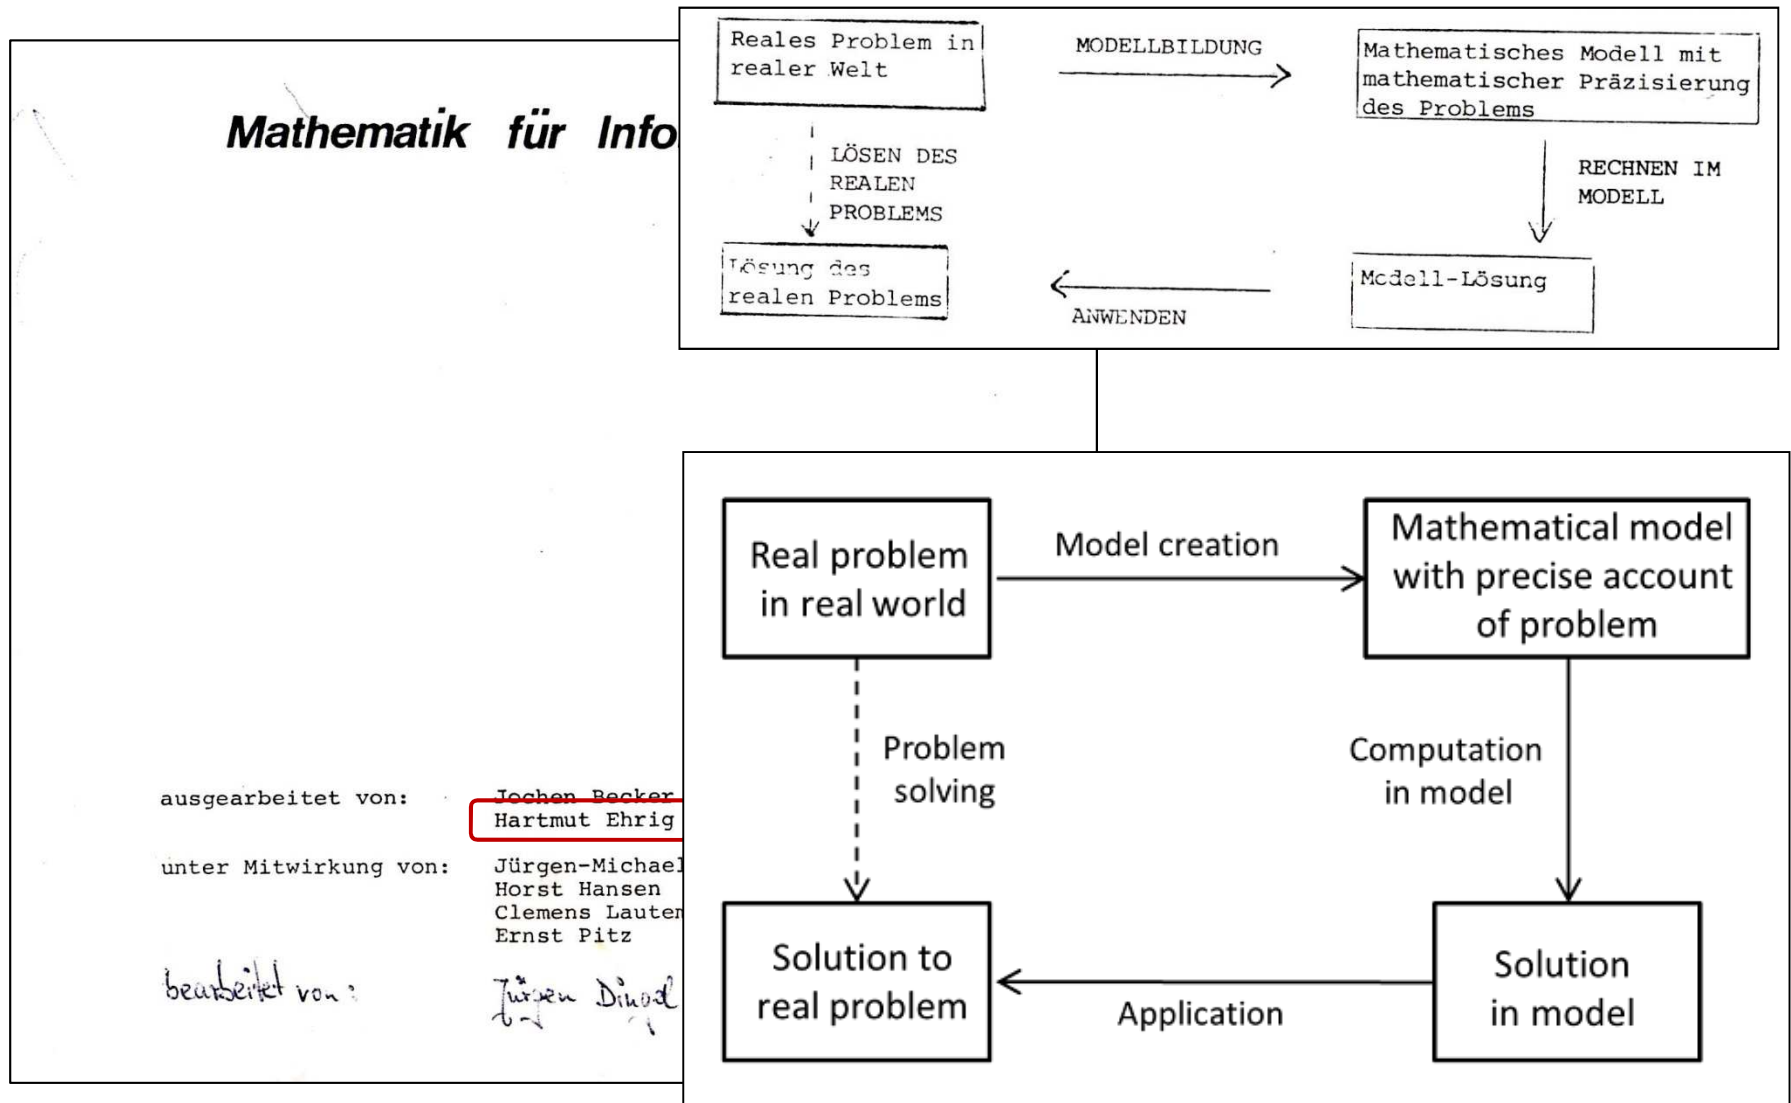 Mathematik für Info
ausgearbeitet von:
Jochen Becker
Hartmut Ehrig
unter Mitwirkung von:
Jürgen-Michael
Horst Hansen
Clemens Lautem
Ernst Pitz
bearbeitet von:
Jürgen Dingel
Reales Problem in
realer Welt
MODELLBILDUNG
Mathematisches Modell mit
mathematischer Präzisierung
des Problems
LÖSEN DES
REALEN
PROBLEMS
RECHNEN IM
MODELL
Lösung des
realen Problems
ANWENDEN
Modell-Lösung
Real problem
in real world
Model creation
Mathematical model
with precise account
of problem
Problem
solving
Computation
in model
Solution to
real problem
Application
Solution
in model